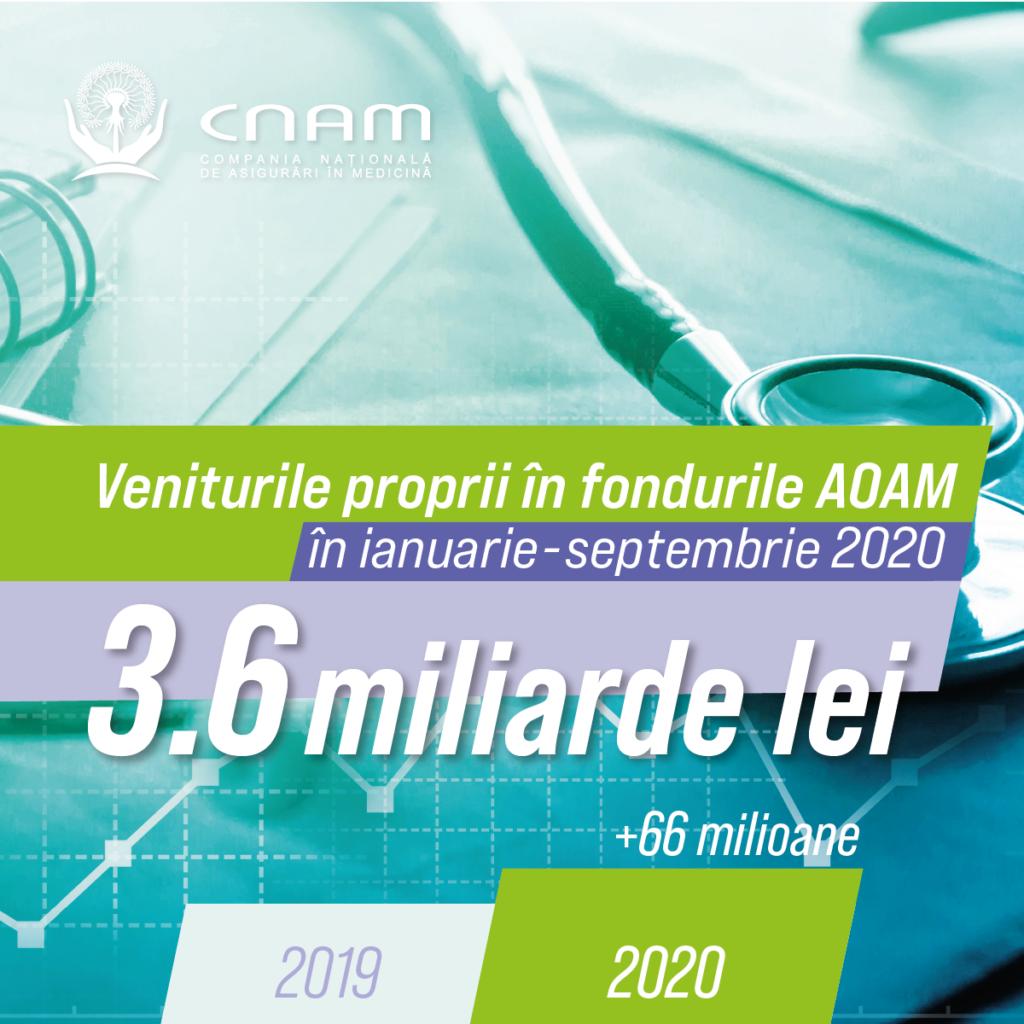 CNAM
COMPANIA NAȚIONALĂ
DE ASIGURĂRI ÎN MEDICINĂ
Veniturile proprii în fondurile AOAM
în ianuarie-septembrie 2020
3.6 miliarde lei
+66 milioane
2019
2020